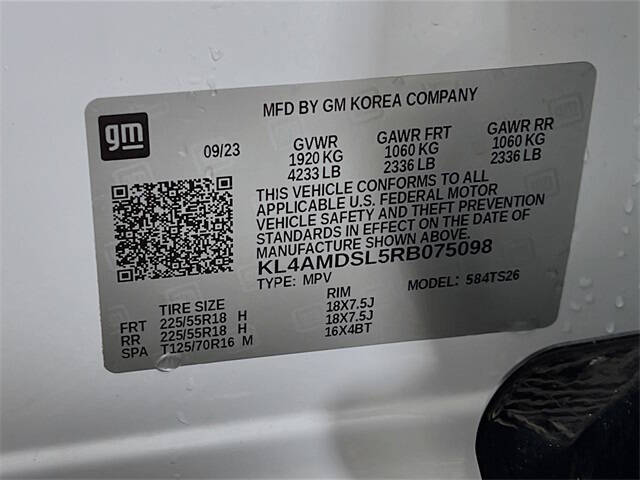 MFD BY GM KOREA COMPANY
gm
09/23 GVWR GAWR FRT GAWR RR
1920 KG 1060 KG 1060 KG
4233 LB 2336 LB 2336 LB
THIS VEHICLE CONFORMS TO ALL
APPLICABLE U.S. FEDERAL MOTOR
VEHICLE SAFETY AND THEFT PREVENTION
STANDARDS IN EFFECT ON THE DATE OF
MANUFACTURE SHOWN ABOVE.
KL4AMDSL5RB075098
TYPE: MPV MODEL: 584TS26
TIRE SIZE RIM
FRT 225/55R18 H 18X7.5J
RR 225/55R18 H 18X7.5J
SPA T125/70R16 M 16X4BT